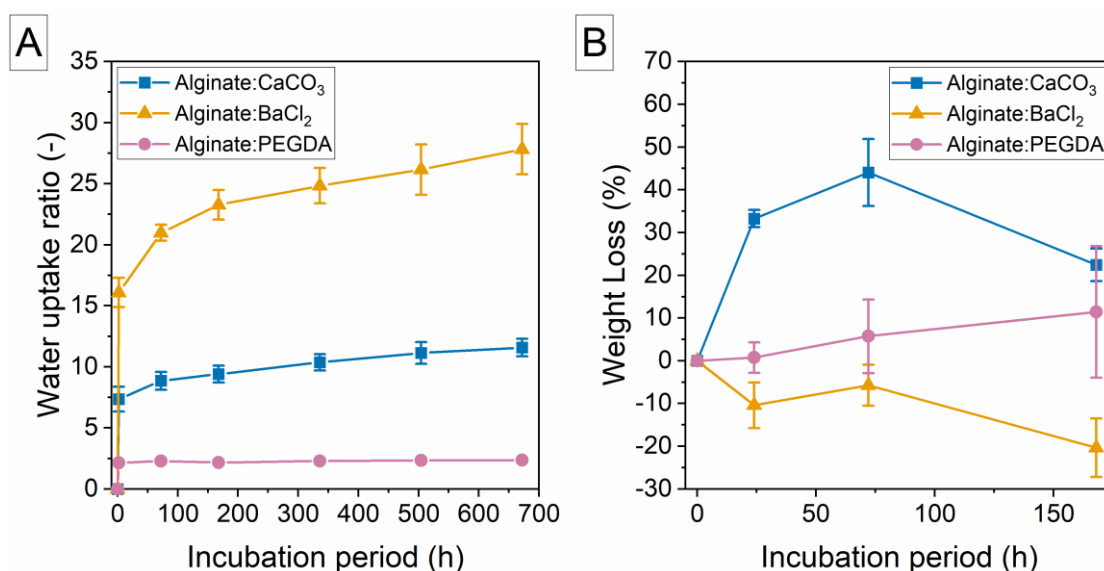 A
Water uptake ratio (-)
35
30
25
20
15
10
5
0
Alginate:CaCO₃
Alginate:BaCl₂
Alginate:PEGDA
0 100 200 300 400 500 600 700
Incubation period (h)
B
Weight Loss (%)
70
60
50
40
30
20
10
0
-10
-20
-30
Alginate:CaCO₃
Alginate:BaCl₂
Alginate:PEGDA
0 50 100 150
Incubation period (h)